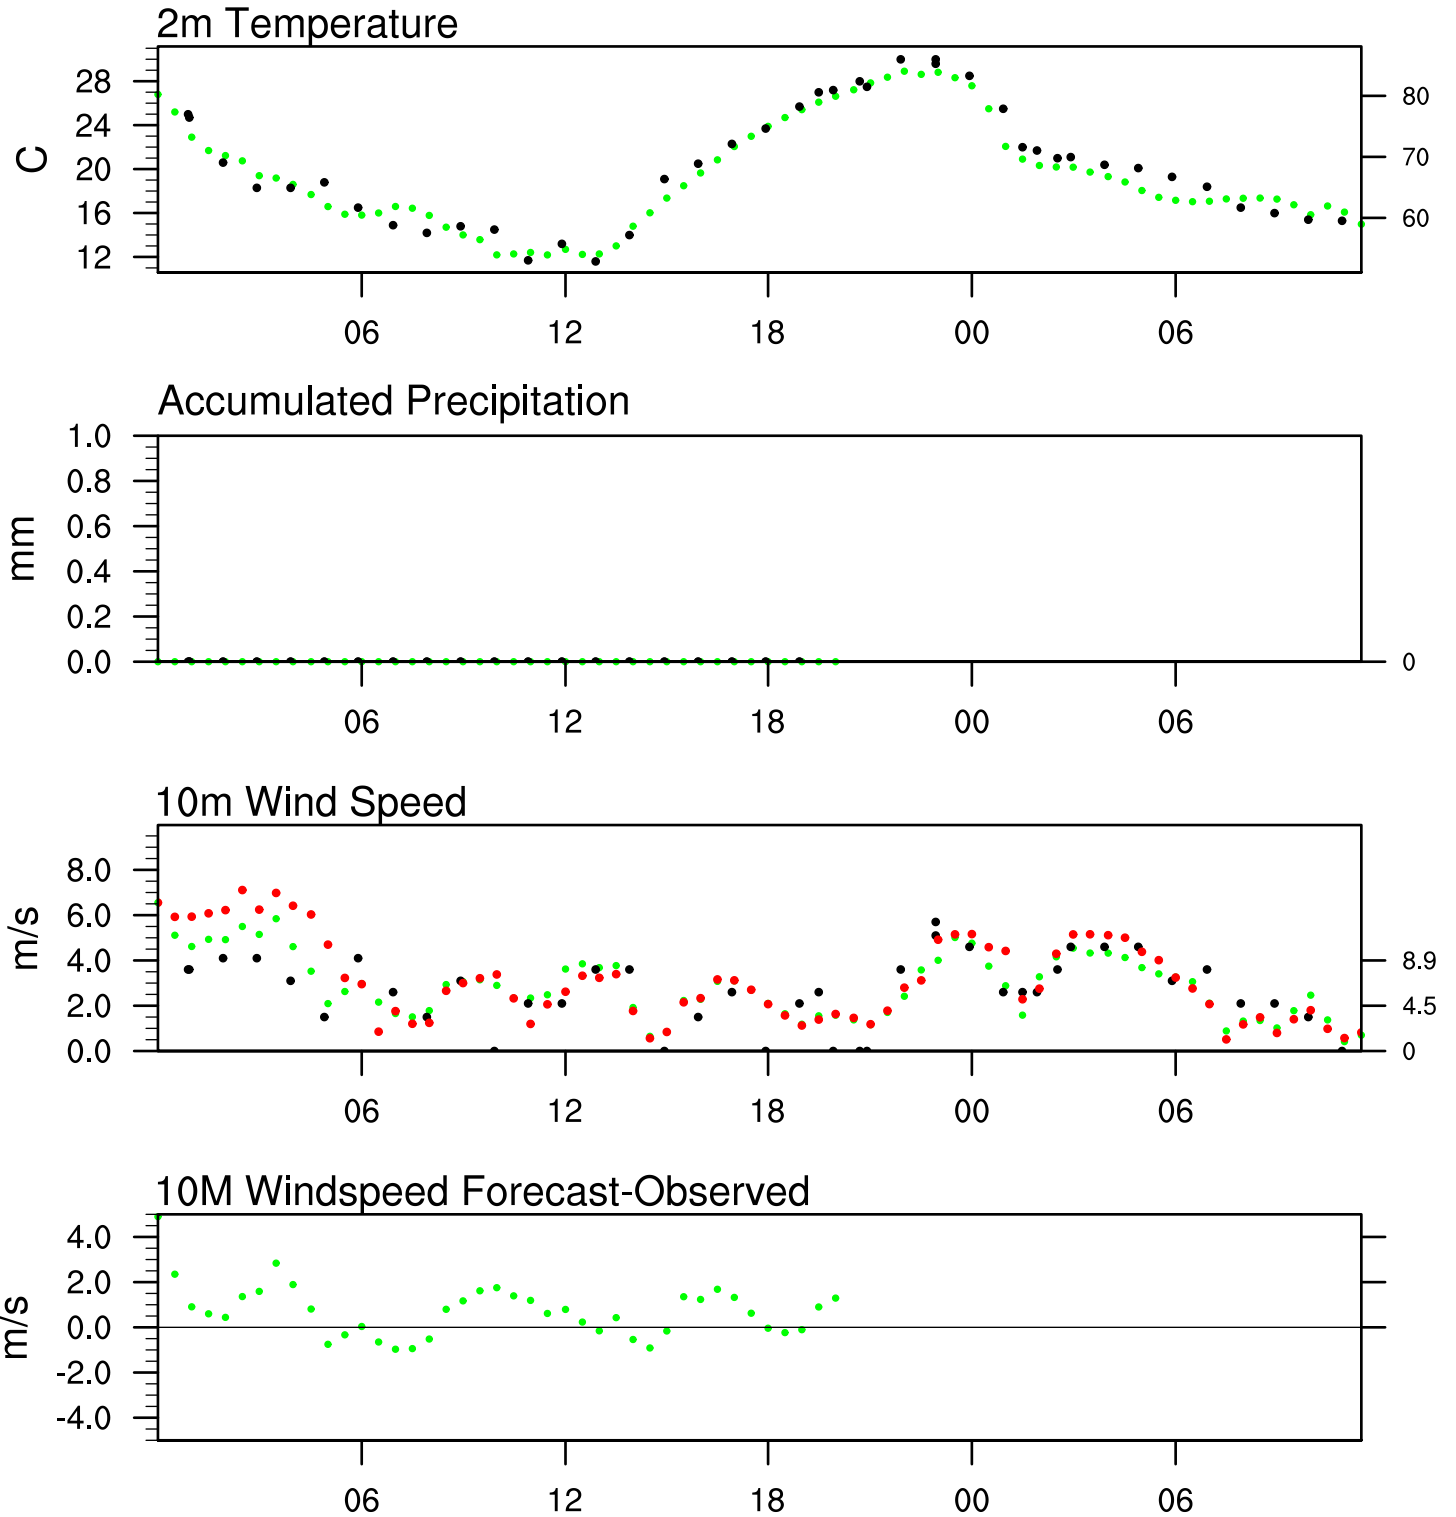 2m Temperature
28
24
20
16
12
C
80
70
60
06 12 18 00 06
Accumulated Precipitation
1.0
0.8
0.6
0.4
0.2
0.0
mm
0
06 12 18 00 06
10m Wind Speed
8.0
6.0
4.0
2.0
0.0
m/s
8.9
4.5
0
06 12 18 00 06
10M Windspeed Forecast-Observed
4.0
2.0
0.0
-2.0
-4.0
m/s
06 12 18 00 06